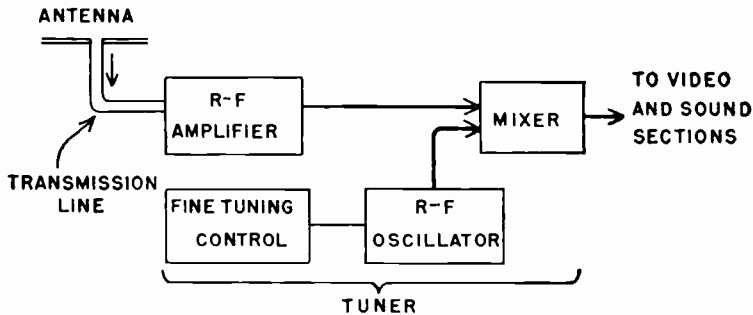 ANTENNA
R-F
AMPLIFIER
MIXER
TO VIDEO
AND SOUND
SECTIONS
TRANSMISSION
LINE
FINE TUNING
CONTROL
R-F
OSCILLATOR
TUNER